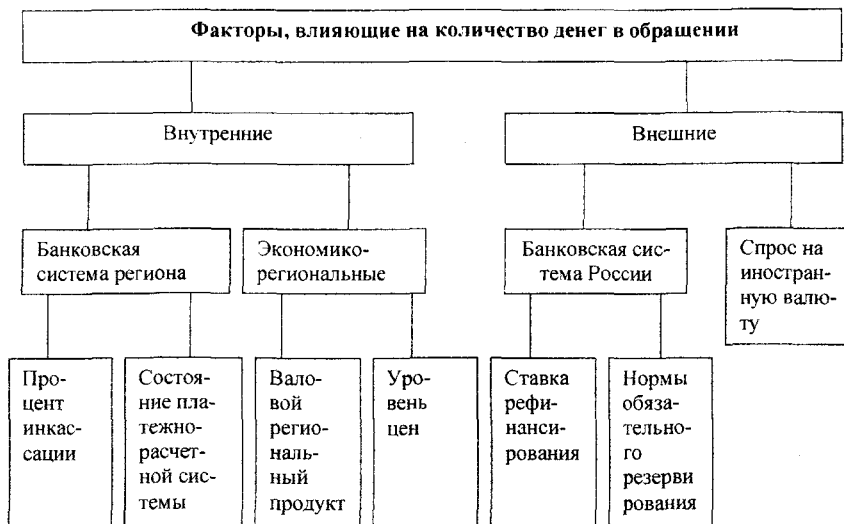 Факторы, влияющие на количество денег в обращении
Внутренние
Внешние
Банковская
система региона
Экономико-
региональные
Банковская сис-
тема России
Спрос на
иностран-
ную валю-
ту
Про-
цент
инкас-
сации
Состоя-
ние пла-
тежно-
расчет-
ной сис-
темы
Вало-
вой
регио-
наль-
ный
продукт
Уро-
вень
цен
Ставка
рефи-
нанси-
рования
Нормы
обяза-
тельно-
го
резерви
рования